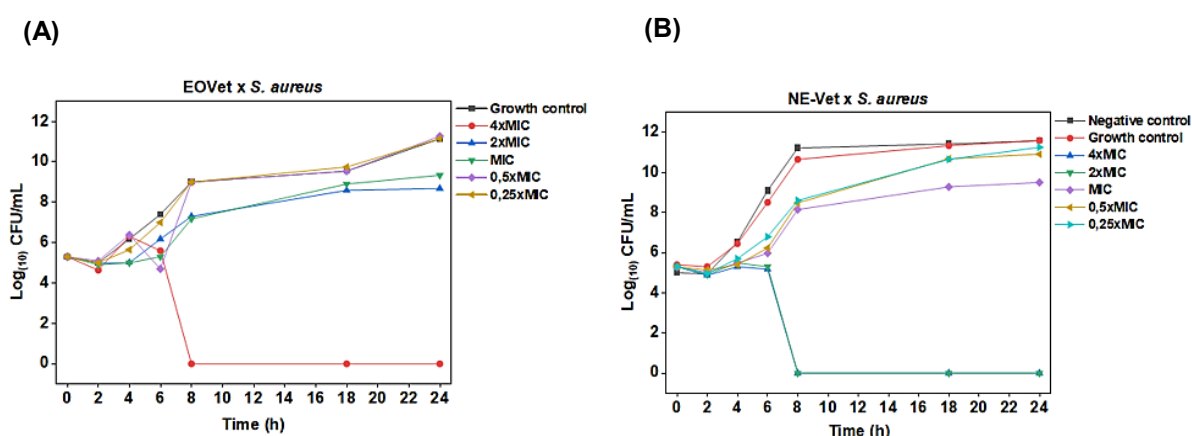 (A)
EOVet x S. aureus
Log(10) CFU/mL
12
10
8
6
4
2
0
0 2 4 6 8 10 12 14 16 18 20 22 24
Time (h)
Growth control
4xMIC
2xMIC
MIC
0,5xMIC
0,25xMIC
(B)
NE-Vet x S. aureus
Log(10) CFU/mL
12
10
8
6
4
2
0
0 2 4 6 8 10 12 14 16 18 20 22 24
Time (h)
Negative control
Growth control
4xMIC
2xMIC
MIC
0,5xMIC
0,25xMIC